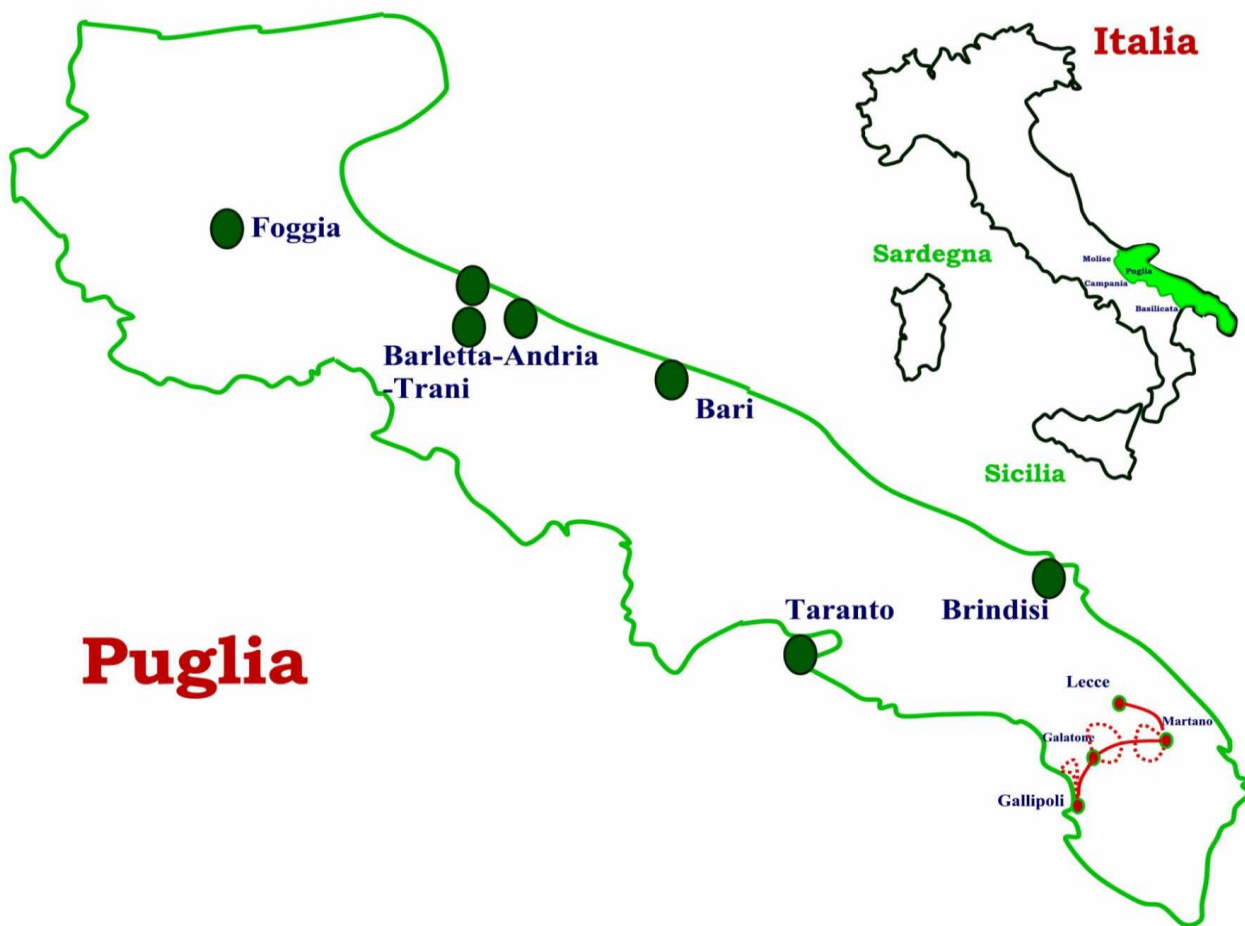 Italia
Foggia
Sardegna
Molise
Puglia
Campania
Basilicata
Barletta-Andria
-Trani
Bari
Sicilia
Taranto
Brindisi
Puglia
Lecce
Martano
Galatone
Gallipoli